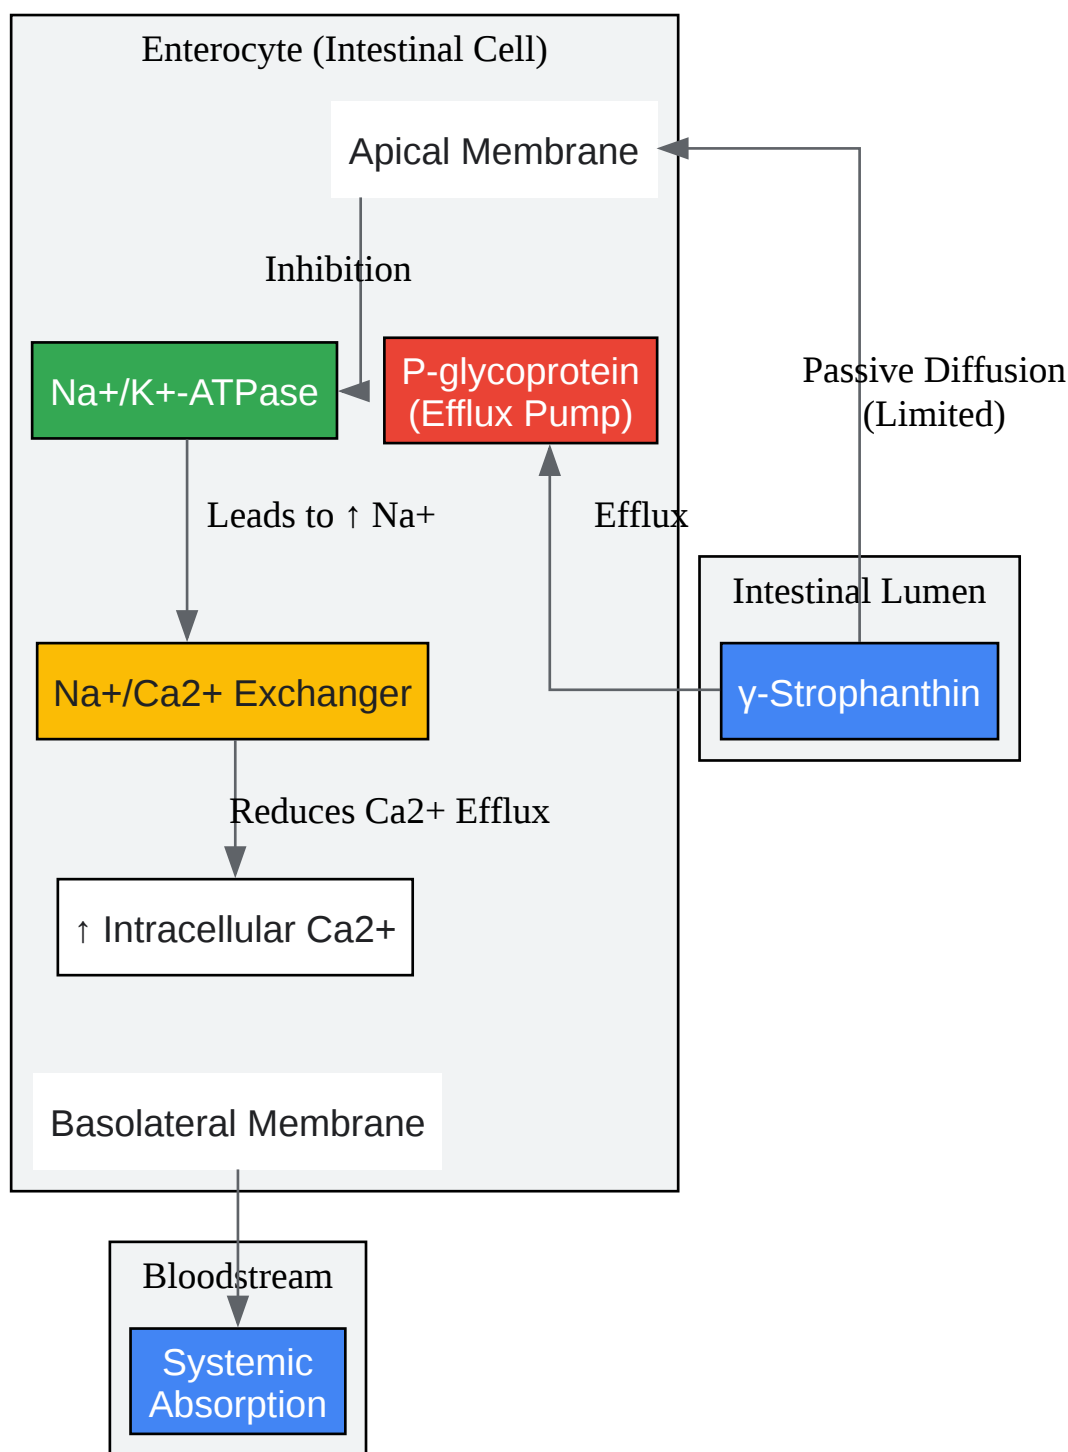 Enterocyte (Intestinal Cell)
Apical Membrane
Inhibition
Na+/K+-ATPase
P-glycoprotein
(Efflux Pump)
Passive Diffusion
(Limited)
Leads to ↑ Na+
Efflux
Intestinal Lumen
γ-Strophanthin
Na+/Ca2+ Exchanger
Reduces Ca2+ Efflux
↑ Intracellular Ca2+
Basolateral Membrane
Bloodstream
Systemic
Absorption